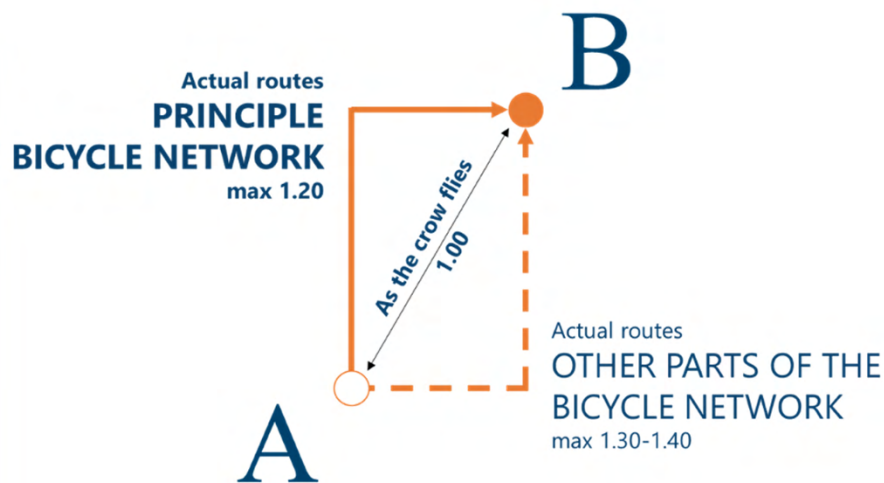 B
Actual routes
PRINCIPLE
BICYCLE NETWORK
max 1.20
As the crow flies
1.00
Actual routes
OTHER PARTS OF THE
BICYCLE NETWORK
max 1.30-1.40
A